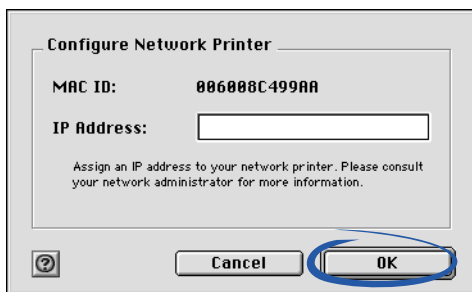 Configure Network Printer
MAC ID: 006008C499AA
IP Address:
Assign an IP address to your network printer. Please consult
your network administrator for more information.
? Cancel OK